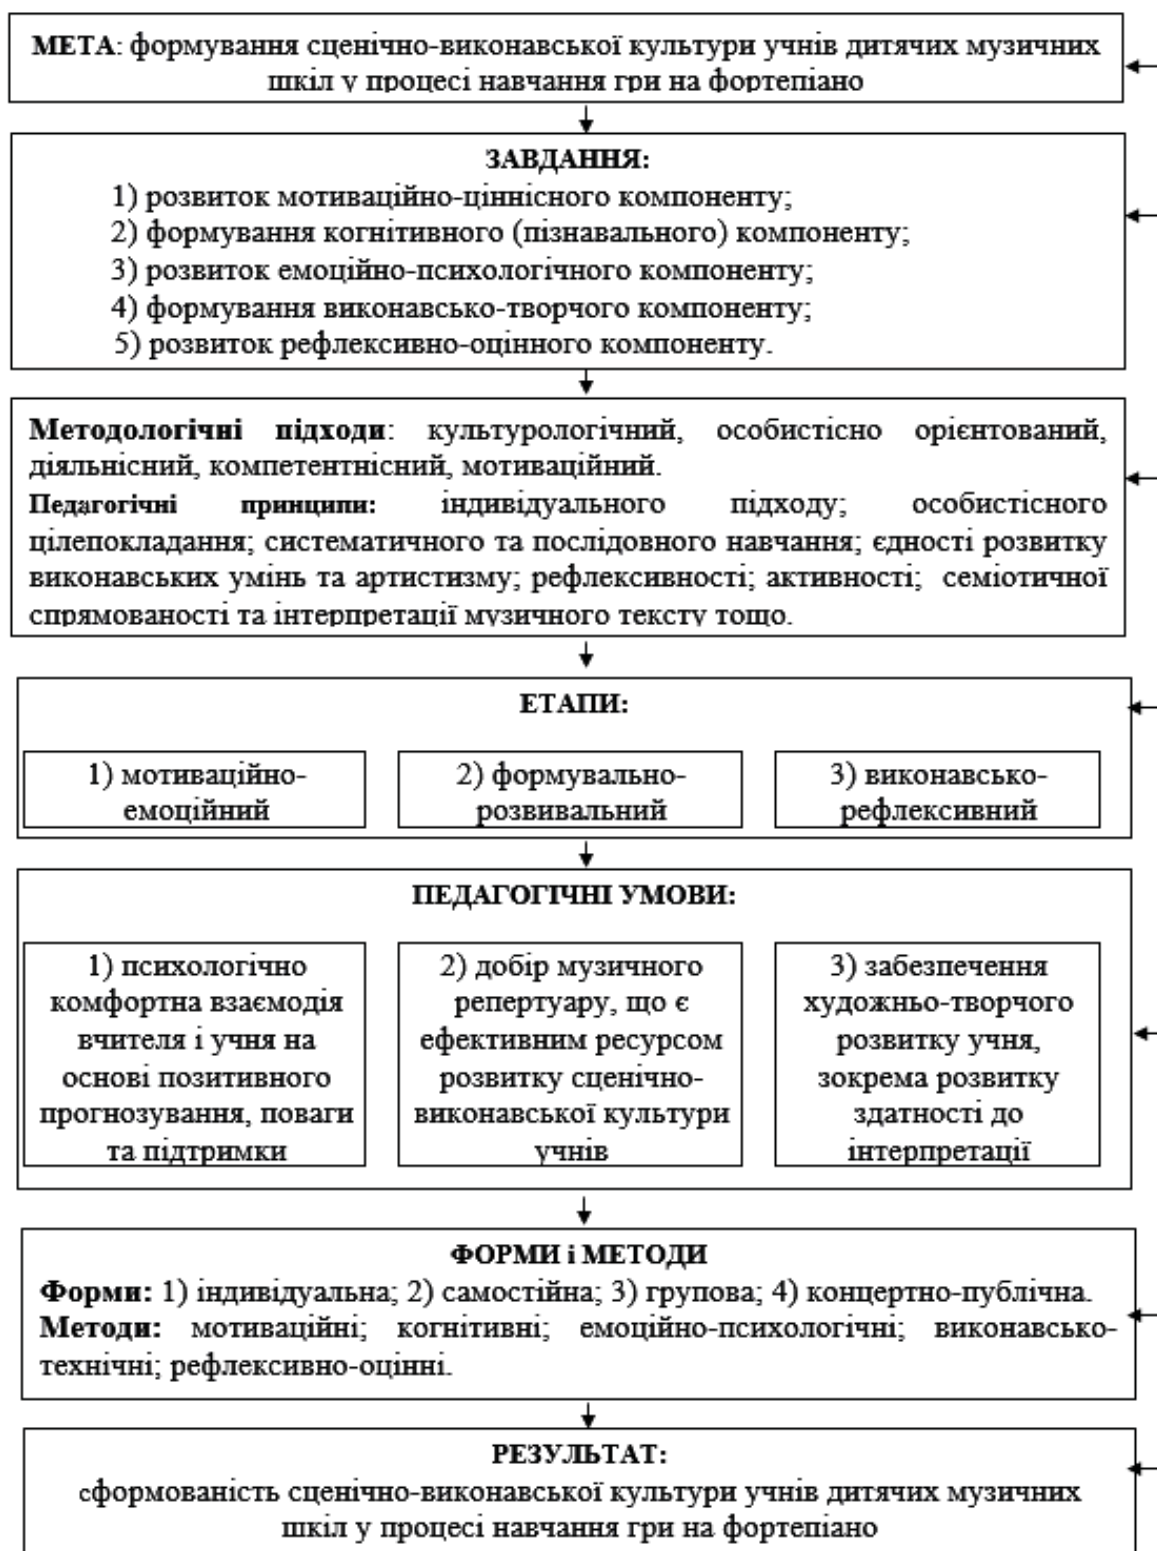 МЕТА: формування сценічно-виконавської культури учнів дитячих музичних
шкіл у процесі навчання гри на фортепіано
ЗАВДАННЯ:
1) розвиток мотиваційно-ціннісного компоненту;
2) формування когнітивного (пізнавального) компоненту;
3) розвиток емоційно-психологічного компоненту;
4) формування виконавсько-творчого компоненту;
5) розвиток рефлексивно-оцінного компоненту.
Методологічні підходи: культурологічний, особистісно орієнтований,
діяльнісний, компетентнісний, мотиваційний.
Педагогічні принципи: індивідуального підходу; особистісного
цілепокладання; систематичного та послідовного навчання; єдності розвитку
виконавських умінь та артистизму; рефлексивності; активності; семіотичної
спрямованості та інтерпретації музичного тексту тощо.
ЕТАПИ:
1) мотиваційно-
емоційний
2) формувально-
розвивальний
3) виконавсько-
рефлексивний
ПЕДАГОГІЧНІ УМОВИ:
1) психологічно
комфортна взаємодія
вчителя і учня на
основі позитивного
прогнозування, поваги
та підтримки
2) добір музичного
репертуару, що є
ефективним ресурсом
розвитку сценічно-
виконавської культури
учнів
3) забезпечення
художньо-творчого
розвитку учня,
зокрема розвитку
здатності до
інтерпретації
ФОРМИ і МЕТОДИ
Форми: 1) індивідуальна; 2) самостійна; 3) групова; 4) концертно-публічна.
Методи: мотиваційні; когнітивні; емоційно-психологічні; виконавсько-
технічні; рефлексивно-оцінні.
РЕЗУЛЬТАТ:
сформованість сценічно-виконавської культури учнів дитячих музичних
шкіл у процесі навчання гри на фортепіано